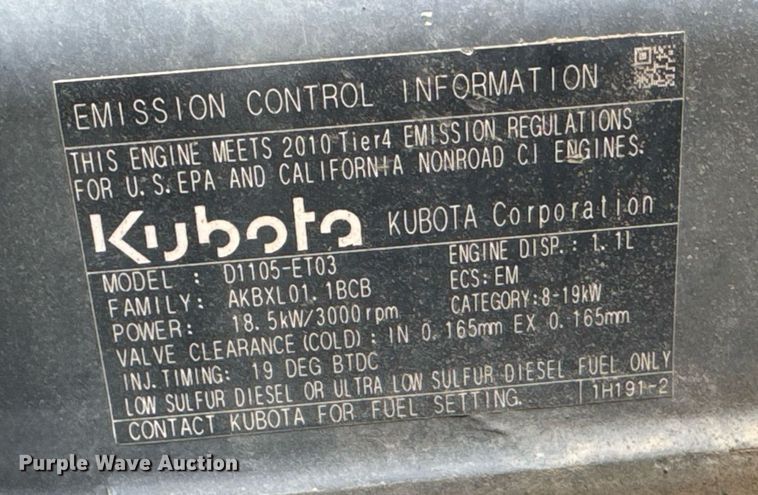 EMISSION CONTROL INFORMATION
THIS ENGINE MEETS 2010 Tier4 EMISSION REGULATIONS
FOR U.S.EPA AND CALIFORNIA NONROAD CI ENGINES.
Kubota KUBOTA Corporation
MODEL : D1105-ET03 ENGINE DISP.: 1.1L
FAMILY: AKBXL01.1BCB ECS:EM
POWER: 18.5kW/3000rpm CATEGORY:8-19kW
VALVE CLEARANCE(COLD): IN 0.165mm EX 0.165mm
INJ.TIMING: 19 DEG BTDC
LOW SULFUR DIESEL OR ULTRA LOW SULFUR DIESEL FUEL ONLY
CONTACT KUBOTA FOR FUEL SETTING. 1H191-2
Purple Wave Auction